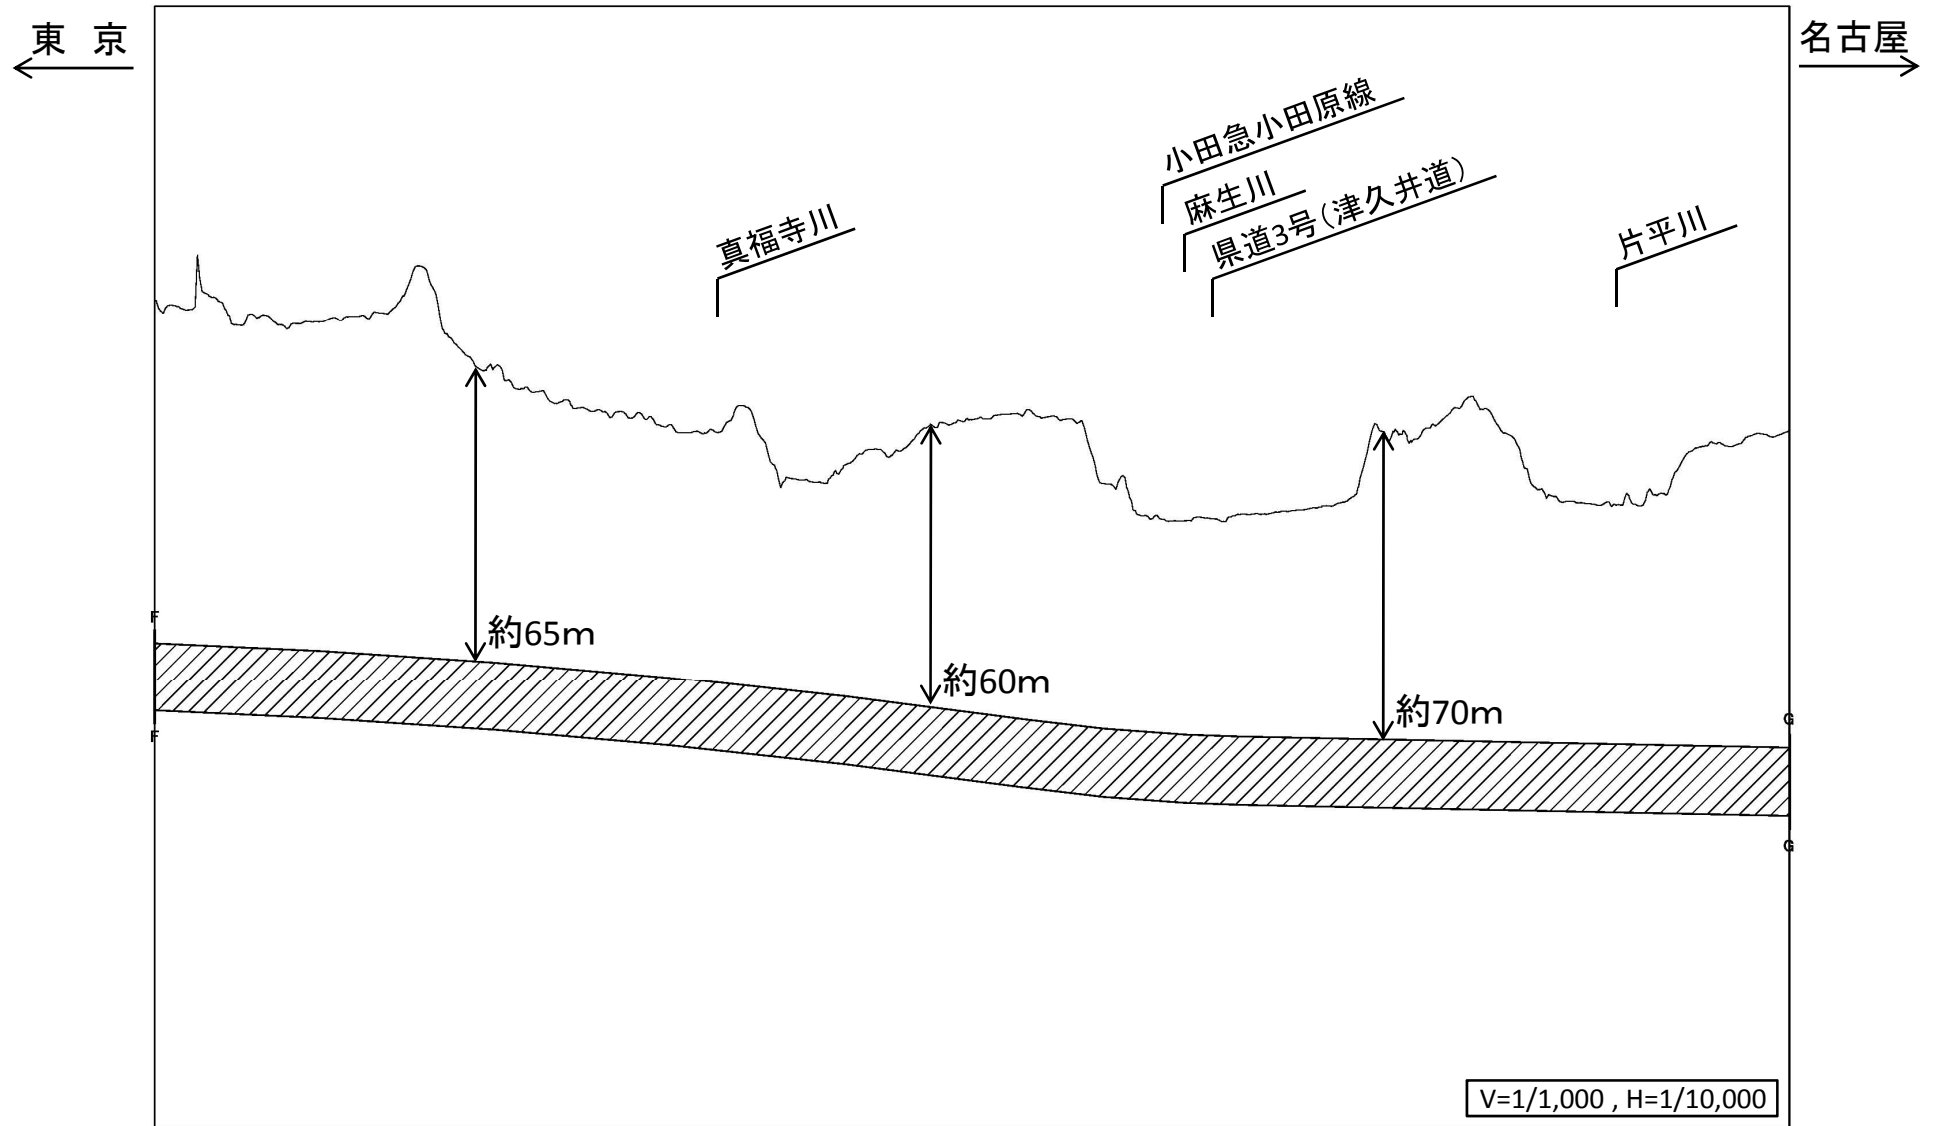 東 京
名古屋
小田急小田原線
麻生川
県道3号(津久井道)
真福寺川
片平川
F
約65m
約60m
約70m
F
G
G
V=1/1,000 , H=1/10,000